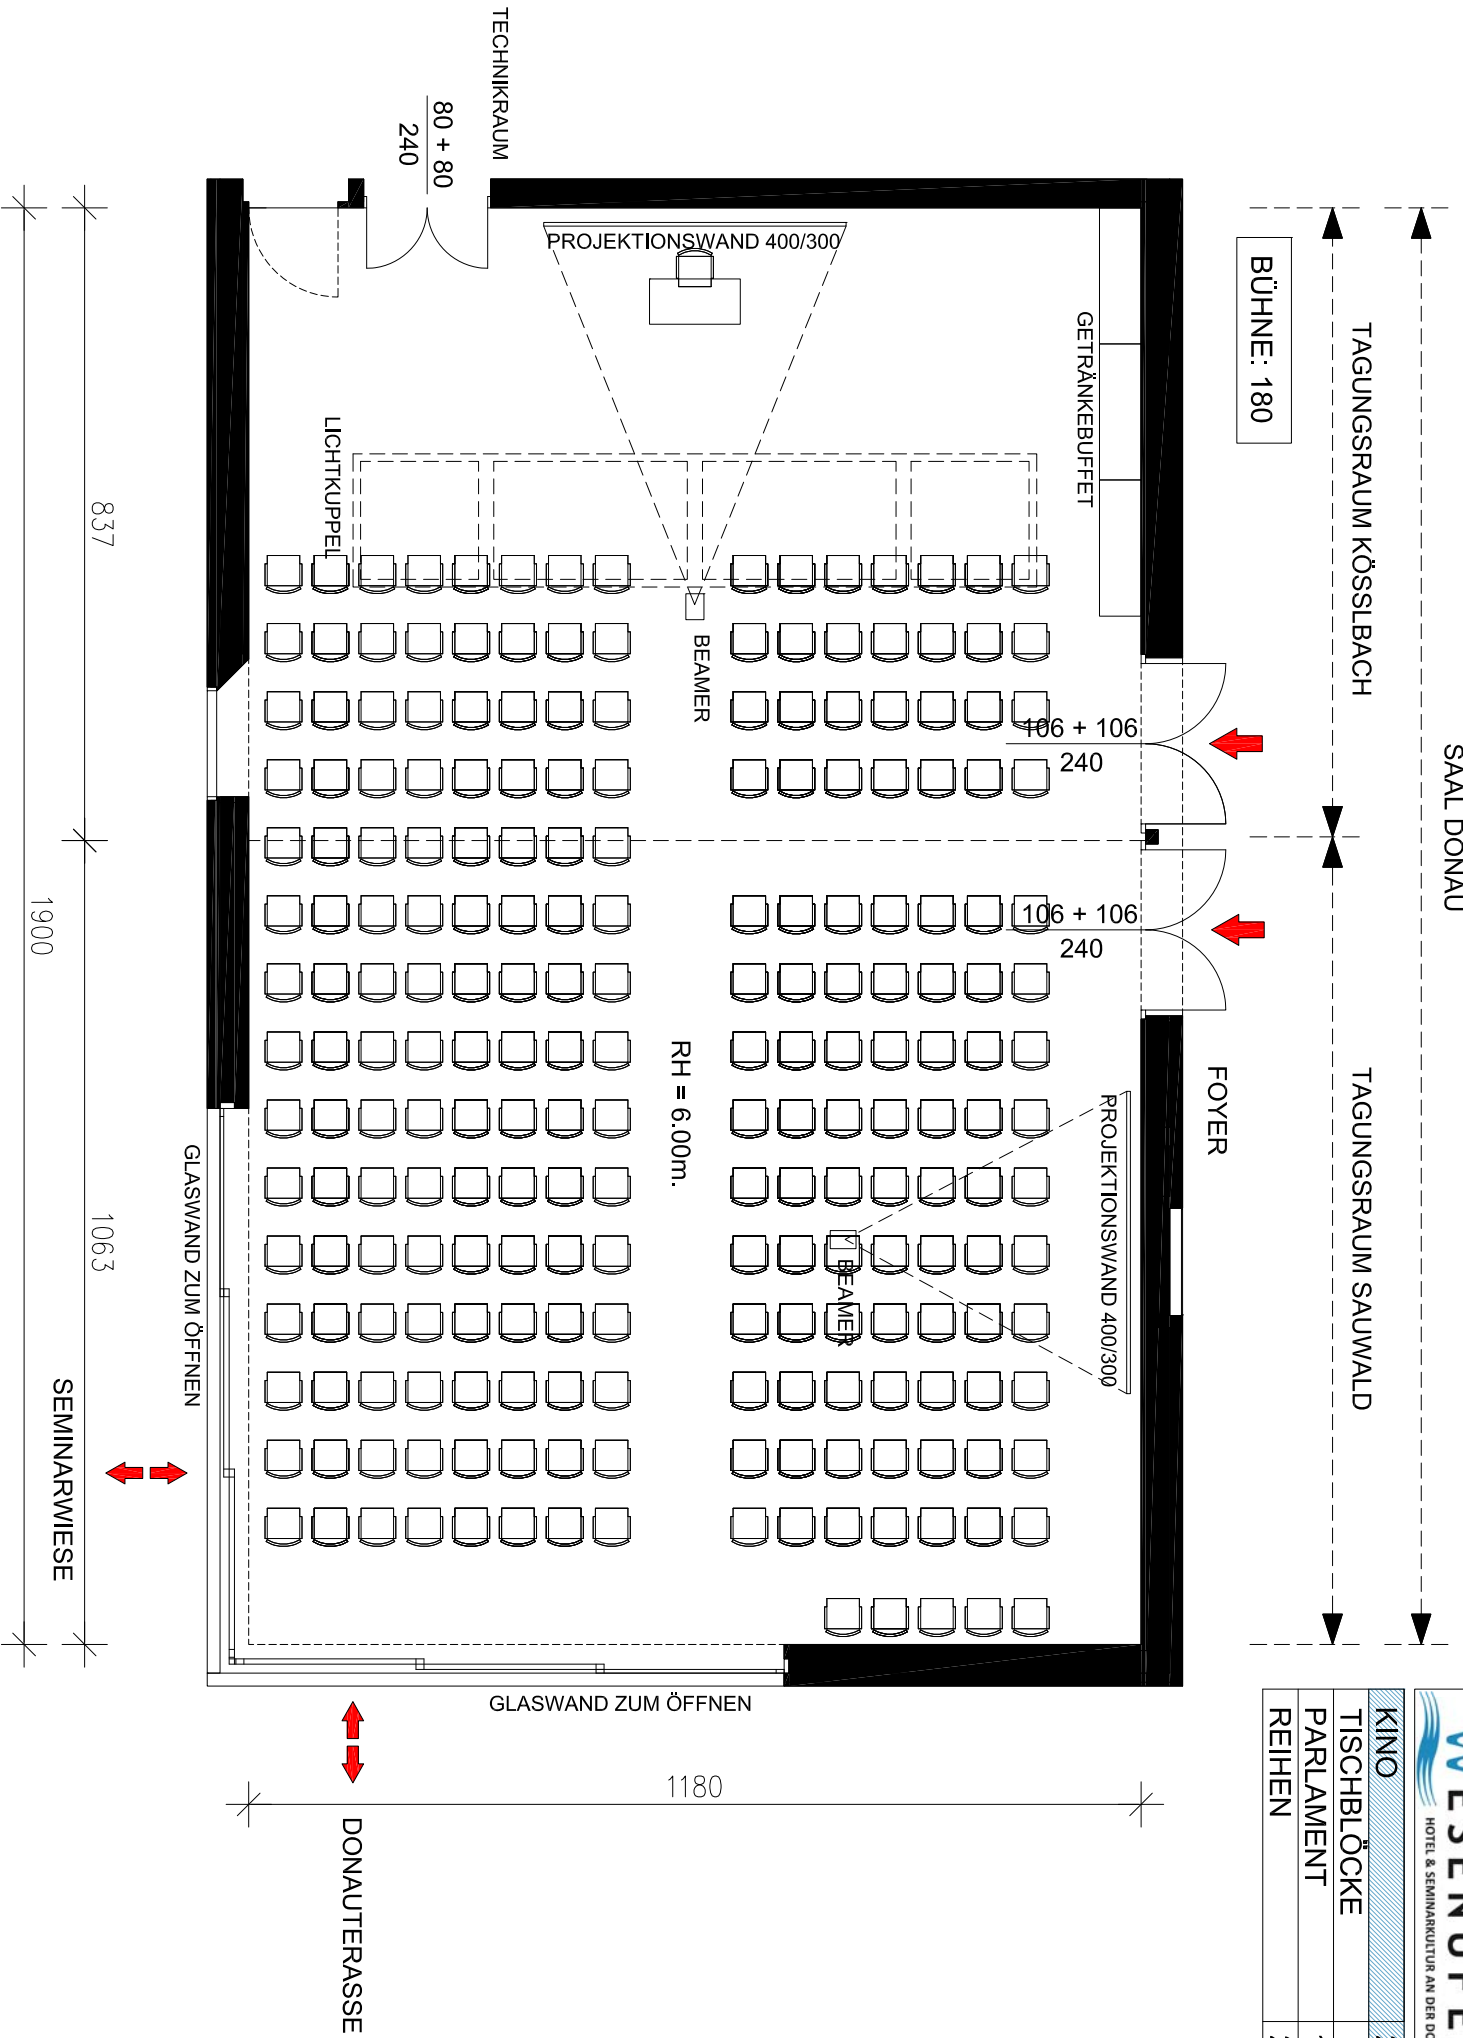 SAAL DONAU
TAGUNGSRAUM KÖSSLBACH
TAGUNGSRAUM SAUWALD
BÜHNE: 180
FOYER
TECHNIKRAUM
80 + 80
240
PROJEKTIONSWAND 400/300
GETRÄNKEBUFFET
LICHTKUPPEL
BEAMER
106 + 106
240
106 + 106
240
RH = 6.00m.
PROJEKTIONSWAND 400/300
BEAMER
GLASWAND ZUM ÖFFNEN
SEMINARWIESE
837
1063
1900
GLASWAND ZUM ÖFFNEN
1180
DONAUTERASSE
HOTEL & SEMINARKULTUR AN DER
KINO
TISCHBLÖCKE
PARLAMENT
REIHEN